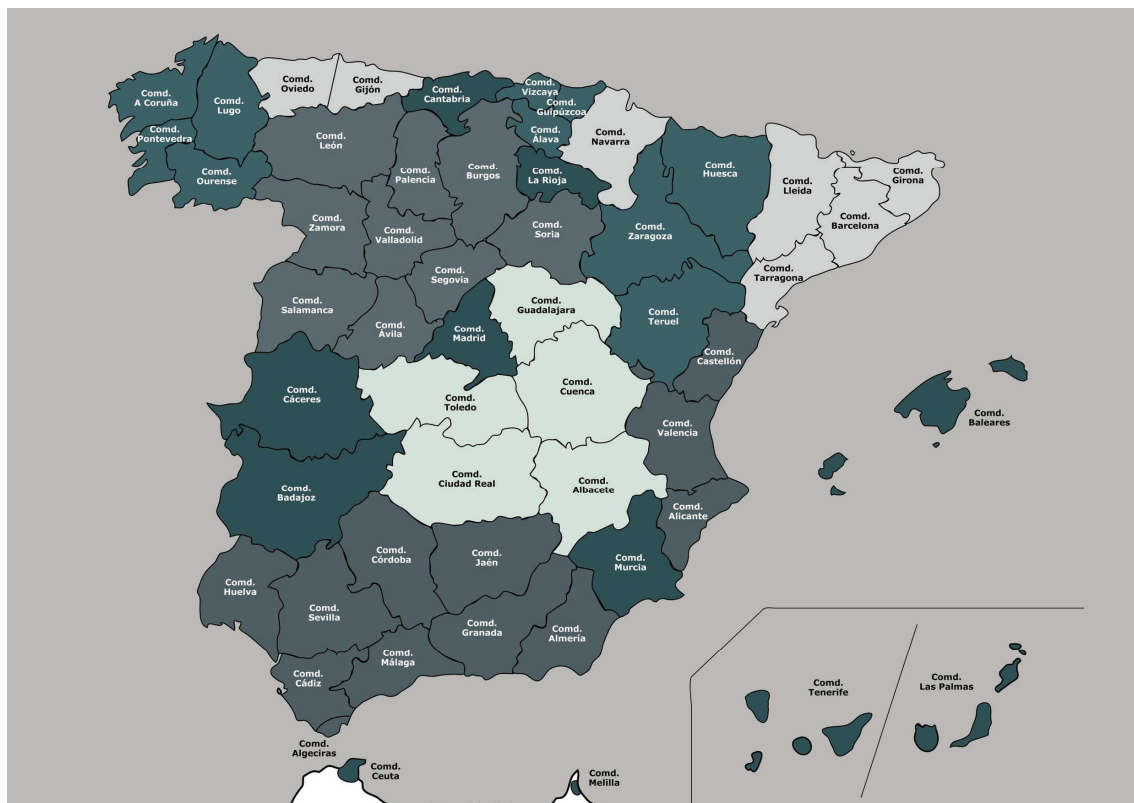 Comd.
A Coruña
Comd.
Lugo
Comd.
Pontevedra
Comd.
Ourense
Comd.
Oviedo
Comd.
Gijón
Comd.
Cantabria
Comd.
Vizcaya
Comd.
Guipúzcoa
Comd.
Álava
Comd.
Navarra
Comd.
La Rioja
Comd.
Huesca
Comd.
Lleida
Comd.
Girona
Comd.
Barcelona
Comd.
Tarragona
Comd.
Zaragoza
Comd.
Teruel
Comd.
León
Comd.
Palencia
Comd.
Burgos
Comd.
Zamora
Comd.
Valladolid
Comd.
Soria
Comd.
Segovia
Comd.
Salamanca
Comd.
Ávila
Comd.
Madrid
Comd.
Guadalajara
Comd.
Castellón
Comd.
Cáceres
Comd.
Toledo
Comd.
Cuenca
Comd.
Valencia
Comd.
Baleares
Comd.
Badajoz
Comd.
Ciudad Real
Comd.
Albacete
Comd.
Alicante
Comd.
Murcia
Comd.
Córdoba
Comd.
Jaén
Comd.
Huelva
Comd.
Sevilla
Comd.
Granada
Comd.
Almería
Comd.
Málaga
Comd.
Cádiz
Comd.
Algeciras
Comd.
Ceuta
Comd.
Melilla
Comd.
Tenerife
Comd.
Las Palmas